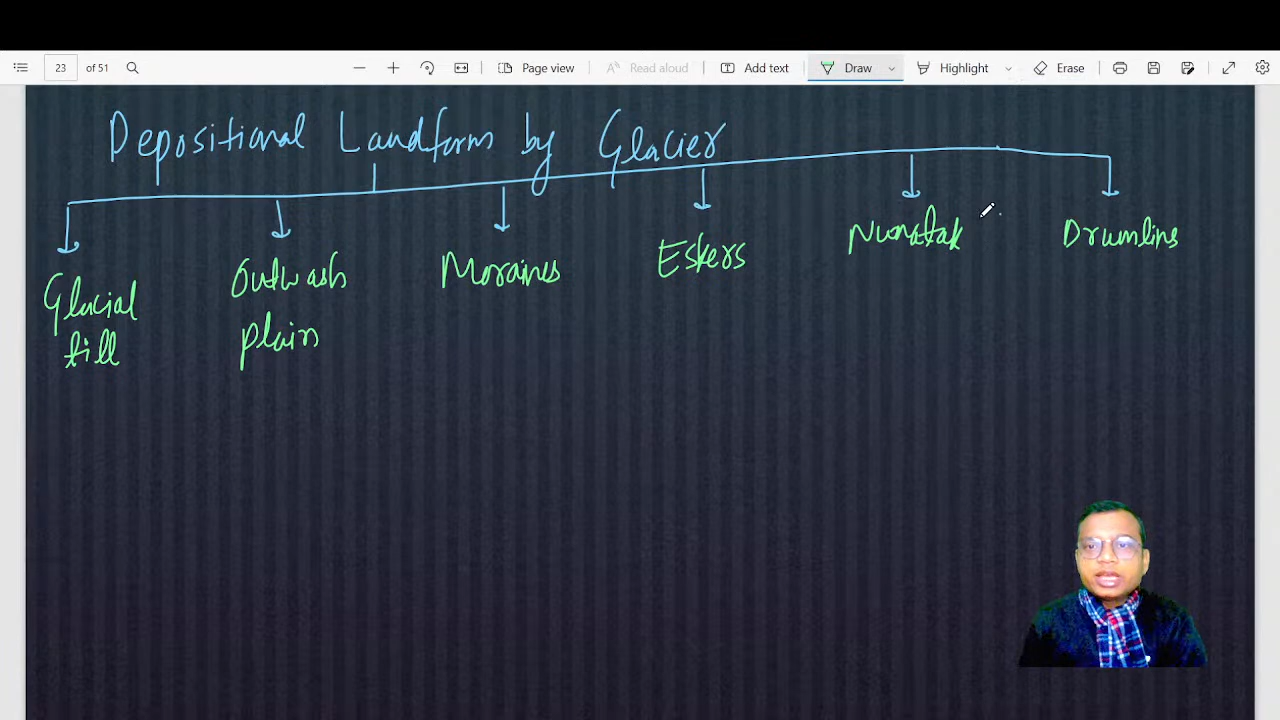 23 of 51 Page view Read aloud Add text Draw Highlight Erase
Depositional Landform by Glacier
Glacial
till
Outwash
plain
Moraines
Eskers
Nunatak
Drumlins